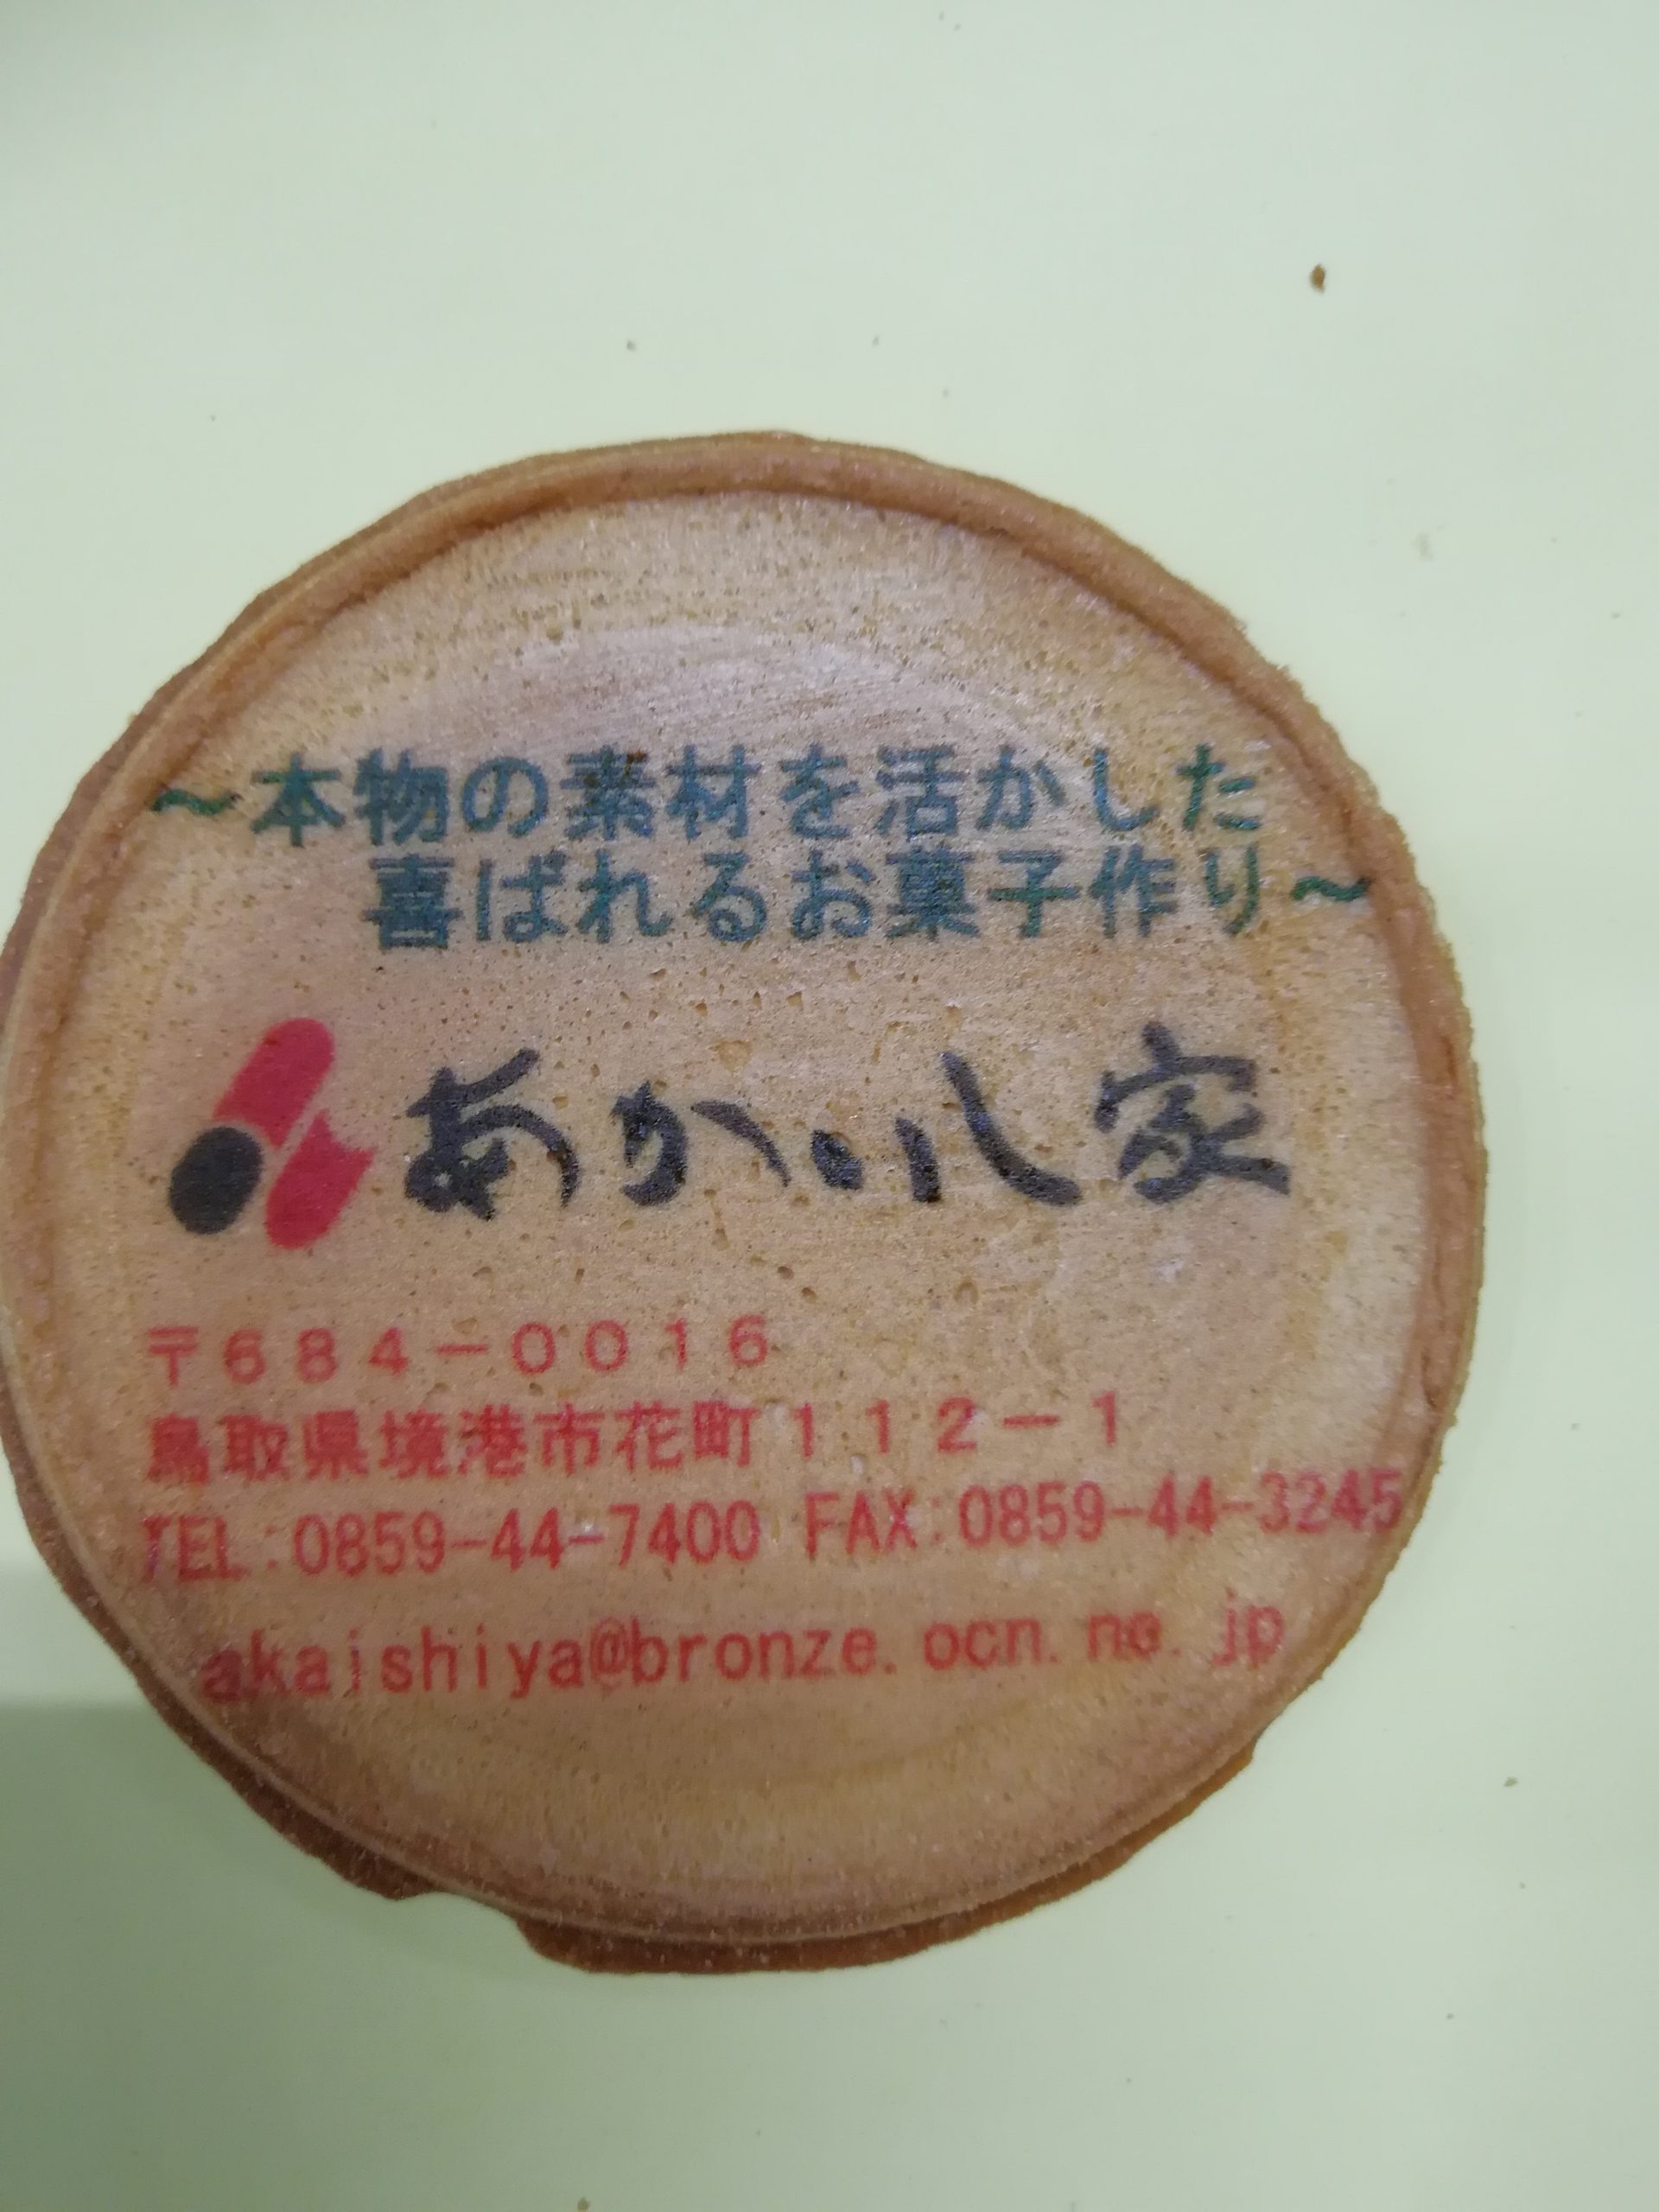 ～本物の素材を活かした
喜ばれるお菓子作り～
あかいし家
〒684－0016
鳥取県境港市花町112－1
TEL:0859-44-7400 FAX:0859-44-3245
akaishiya@bronze.ocn.ne.jp